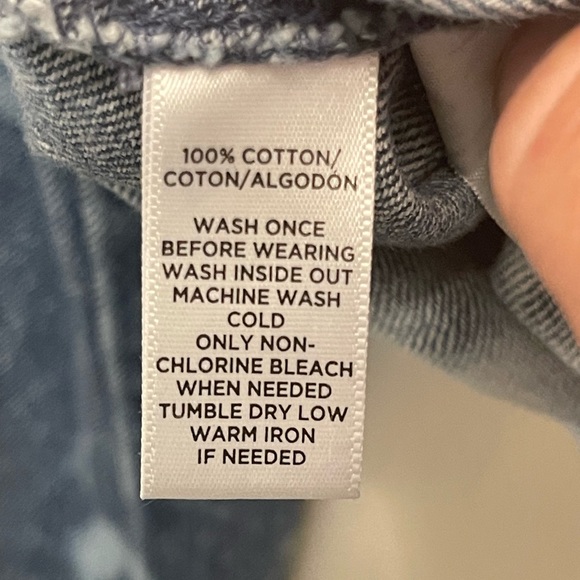 100% COTTON/
COTON/ALGODÓN
WASH ONCE
BEFORE WEARING
WASH INSIDE OUT
MACHINE WASH
COLD
ONLY NON-
CHLORINE BLEACH
WHEN NEEDED
TUMBLE DRY LOW
WARM IRON
IF NEEDED